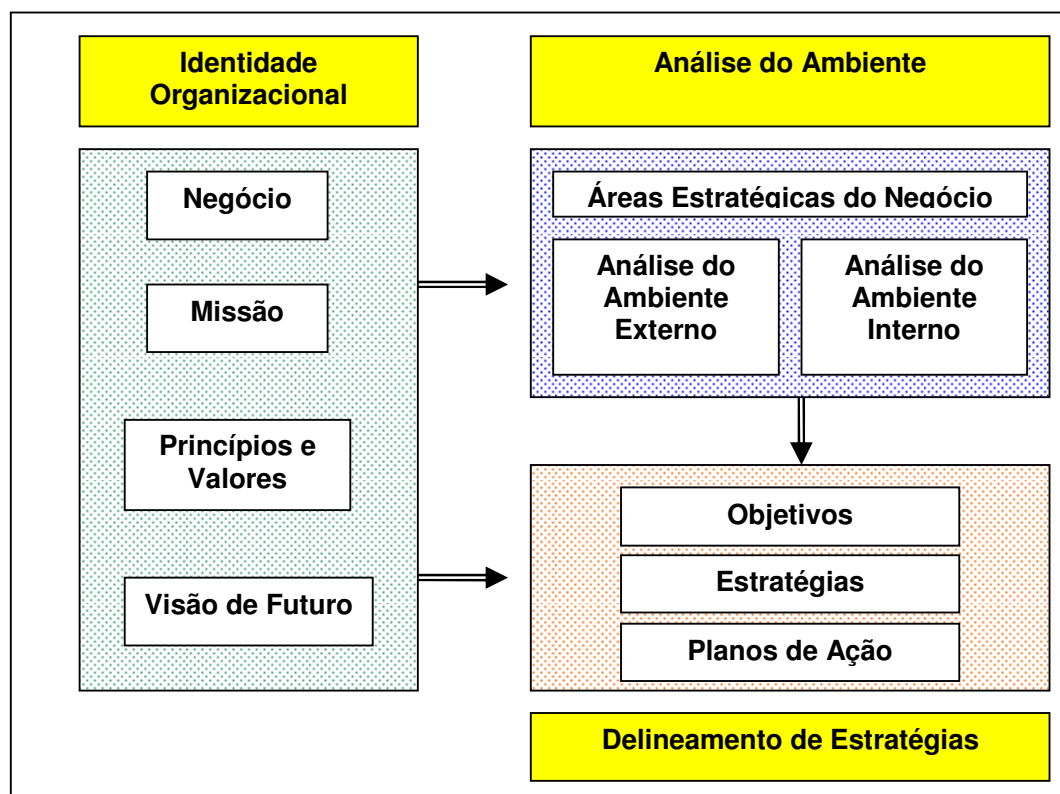 Identidade
Organizacional
Negócio
Missão
Princípios e
Valores
Visão de Futuro
Análise do Ambiente
Áreas Estratégicas do Negócio
Análise do
Ambiente
Externo
Análise do
Ambiente
Interno
Objetivos
Estratégias
Planos de Ação
Delineamento de Estratégias